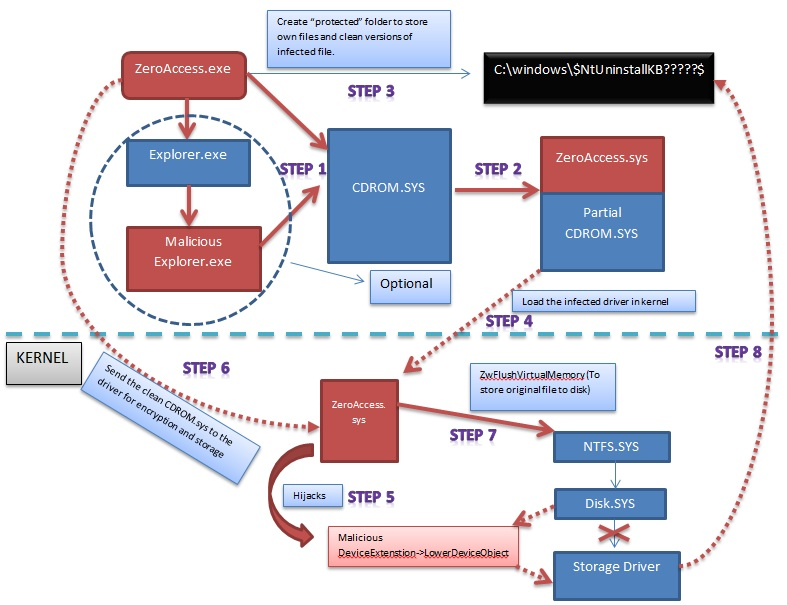 Create “protected” folder to store
own files and clean versions of
infected file.
ZeroAccess.exe
C:\windows\$NtUninstallKB?????$
STEP 3
Explorer.exe
STEP 1
CDROM.SYS
STEP 2
ZeroAccess.sys
Partial
CDROM.SYS
Malicious
Explorer.exe
Optional
Load the infected driver in kernel
STEP 4
KERNEL
STEP 6
STEP 8
Send the clean CDROM.sys to the
driver for encryption and storage
ZwFlushVirtualMemory(To
store original file to disk)
ZeroAccess.
sys
STEP 7
NTFS.SYS
Hijacks
STEP 5
Disk.SYS
Malicious
DeviceExtenstion->LowerDeviceObject
Storage Driver